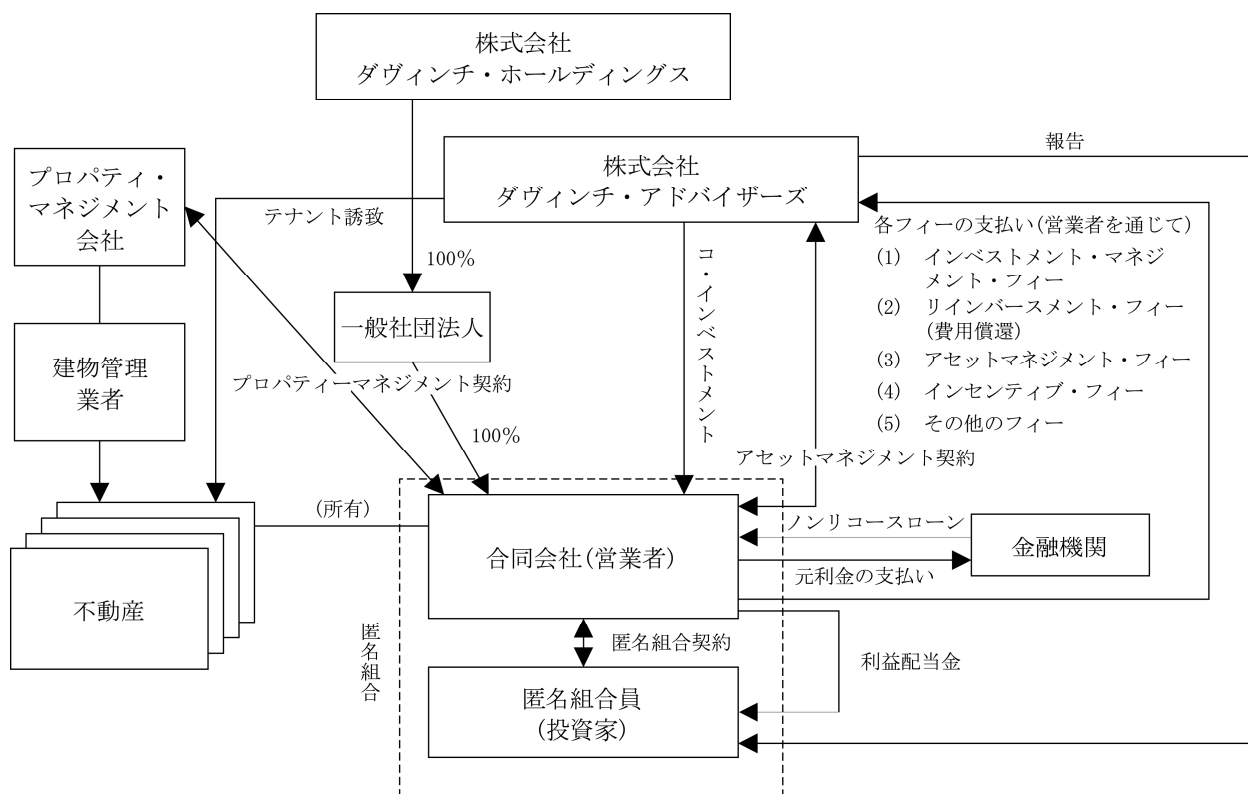 株式会社
ダヴィンチ・ホールディングス
報告
株式会社
ダヴィンチ・アドバイザーズ
プロパティ・
マネジメント
会社
テナント誘致
各フィーの支払い(営業者を通じて)
(1) インベストメント・マネジ
メント・フィー
(2) リインバースメント・フィー
(費用償還)
(3) アセットマネジメント・フィー
(4) インセンティブ・フィー
(5) その他のフィー
100%
コ・インベストメント
一般社団法人
建物管理
業者
プロパティーマネジメント契約
100%
アセットマネジメント契約
(所有)
ノンリコースローン
合同会社(営業者)
金融機関
元利金の支払い
不動産
匿名組合
匿名組合契約
利益配当金
匿名組合員
(投資家)